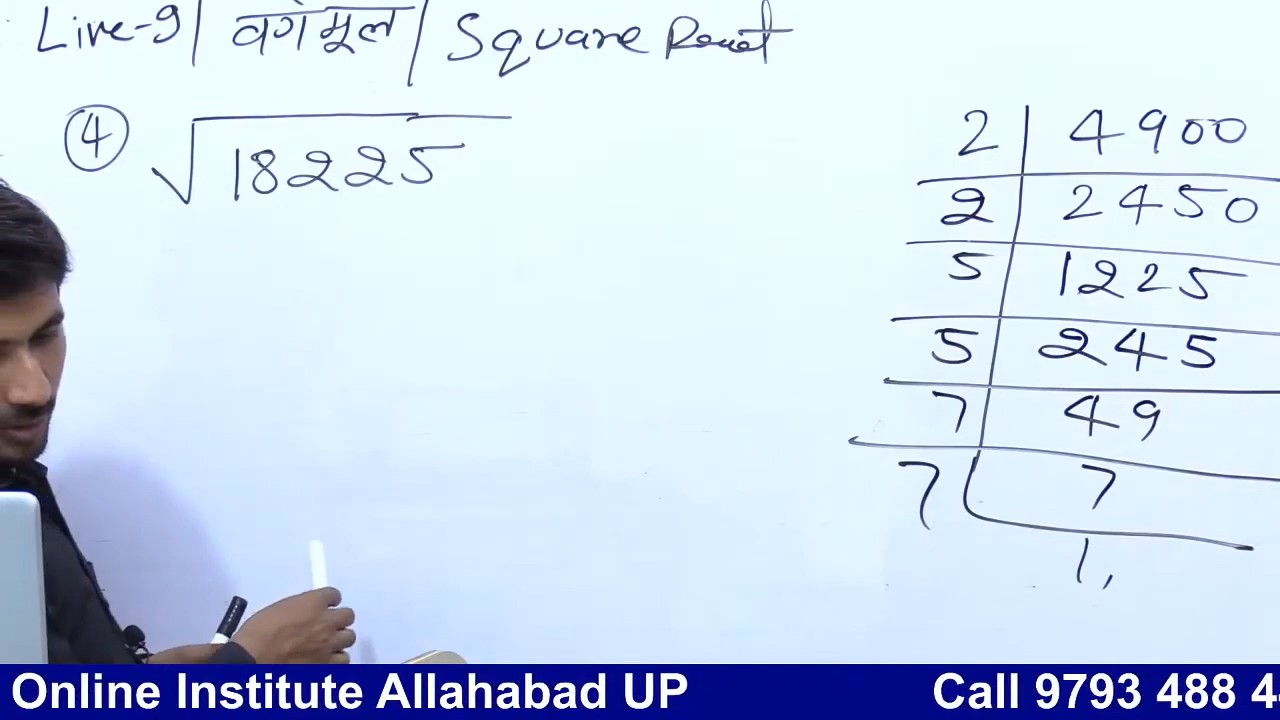 Live-9 | वर्गमूल | Square Root
④ √18225
2 | 4900
2 | 2450
5 | 1225
5 | 245
7 | 49
7 | 7
1,
Online Institute Allahabad UP
Call 9793 488 4